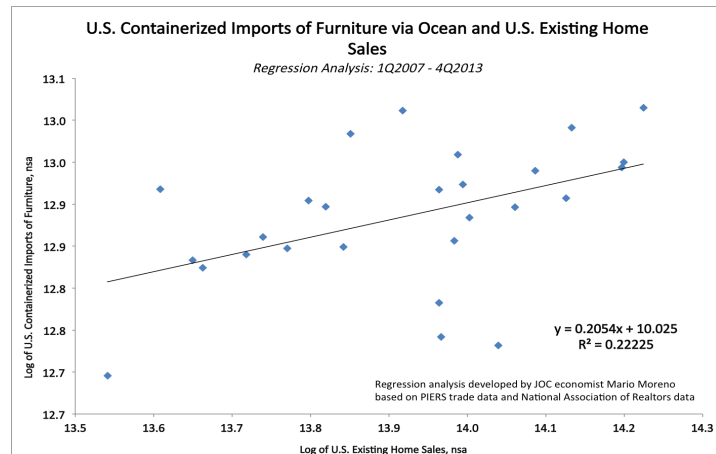 U.S. Containerized Imports of Furniture via Ocean and U.S. Existing Home
Sales
Regression Analysis: 1Q2007 - 4Q2013
13.1
13.0
13.0
12.9
12.9
12.8
12.8
12.7
12.7
Log of U.S. Containerized Imports of Furniture, nsa
y = 0.2054x + 10.025
R² = 0.22225
Regression analysis developed by JOC economist Mario Moreno
based on PIERS trade data and National Association of Realtors data
13.5 13.6 13.7 13.8 13.9 14.0 14.1 14.2 14.3
Log of U.S. Existing Home Sales, nsa